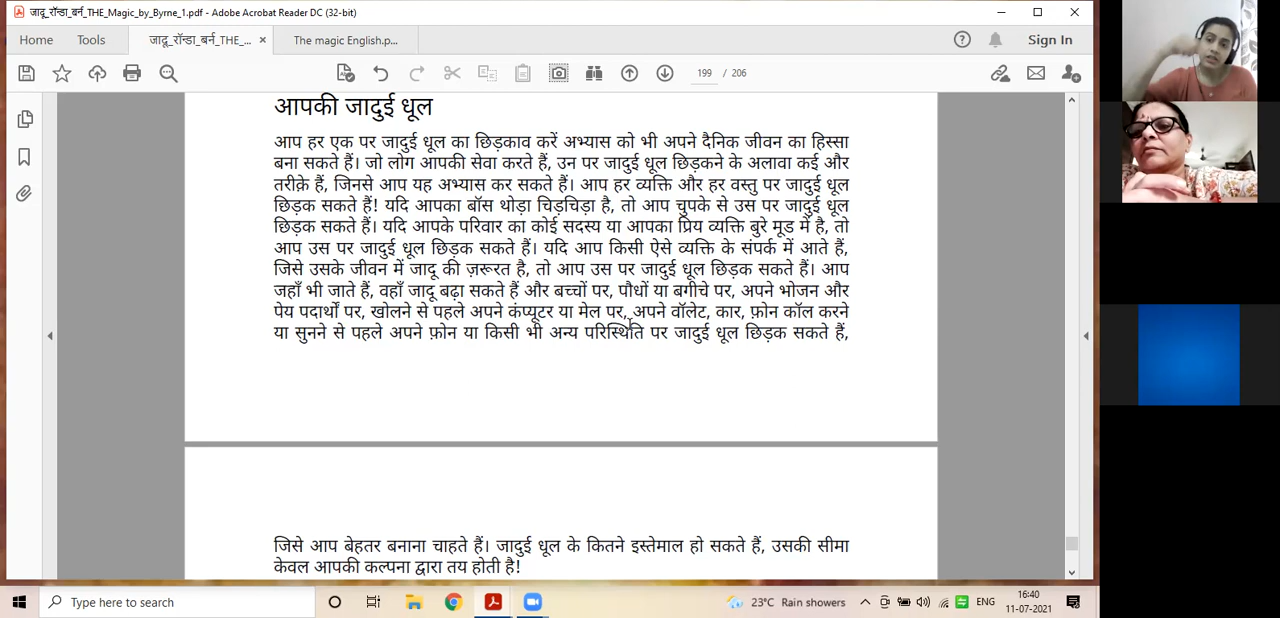 जादू_रॉन्डा_बर्न_THE_Magic_by_Byrne_1.pdf - Adobe Acrobat Reader DC (32-bit)
Home Tools जादू_रॉन्डा_बर्न_THE_... × The magic English.p... Sign In
199 / 206
आपकी जादुई धूल
आप हर एक पर जादुई धूल का छिड़काव करें अभ्यास को भी अपने दैनिक जीवन का हिस्सा
बना सकते हैं। जो लोग आपकी सेवा करते हैं, उन पर जादुई धूल छिड़कने के अलावा कई और
तरीक़े हैं, जिनसे आप यह अभ्यास कर सकते हैं। आप हर व्यक्ति और हर वस्तु पर जादुई धूल
छिड़क सकते हैं! यदि आपका बॉस थोड़ा चिड़चिड़ा है, तो आप चुपके से उस पर जादुई धूल
छिड़क सकते हैं। यदि आपके परिवार का कोई सदस्य या आपका प्रिय व्यक्ति बुरे मूड में है, तो
आप उस पर जादुई धूल छिड़क सकते हैं। यदि आप किसी ऐसे व्यक्ति के संपर्क में आते हैं,
जिसे उसके जीवन में जादू की ज़रूरत है, तो आप उस पर जादुई धूल छिड़क सकते हैं। आप
जहाँ भी जाते हैं, वहाँ जादू बढ़ा सकते हैं और बच्चों पर, पौधों या बगीचे पर, अपने भोजन और
पेय पदार्थों पर, खोलने से पहले अपने कंप्यूटर या मेल पर, अपने वॉलेट, कार, फ़ोन कॉल करने
या सुनने से पहले अपने फ़ोन या किसी भी अन्य परिस्थिति पर जादुई धूल छिड़क सकते हैं,
जिसे आप बेहतर बनाना चाहते हैं। जादुई धूल के कितने इस्तेमाल हो सकते हैं, उसकी सीमा
केवल आपकी कल्पना द्वारा तय होती है!
Type here to search 23°C Rain showers ENG 16:40
11-07-2021